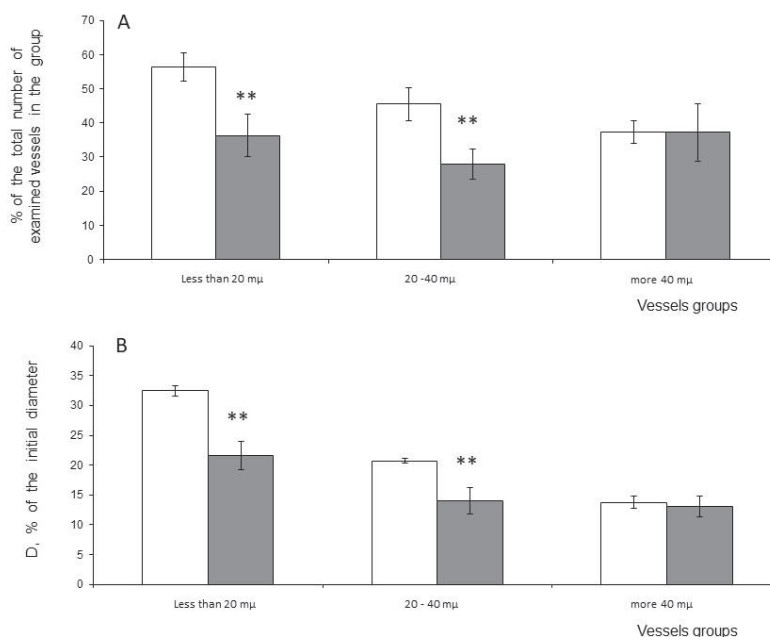 A
% of the total number of
examined vessels in the group
70
60
50
40
30
20
10
0
**
**
Less than 20 mµ
20 -40 mµ
more 40 mµ
Vessels groups
B
D, % of the initial diameter
40
35
30
25
20
15
10
5
0
**
**
Less than 20 mµ
20 - 40 mµ
more 40 mµ
Vessels groups